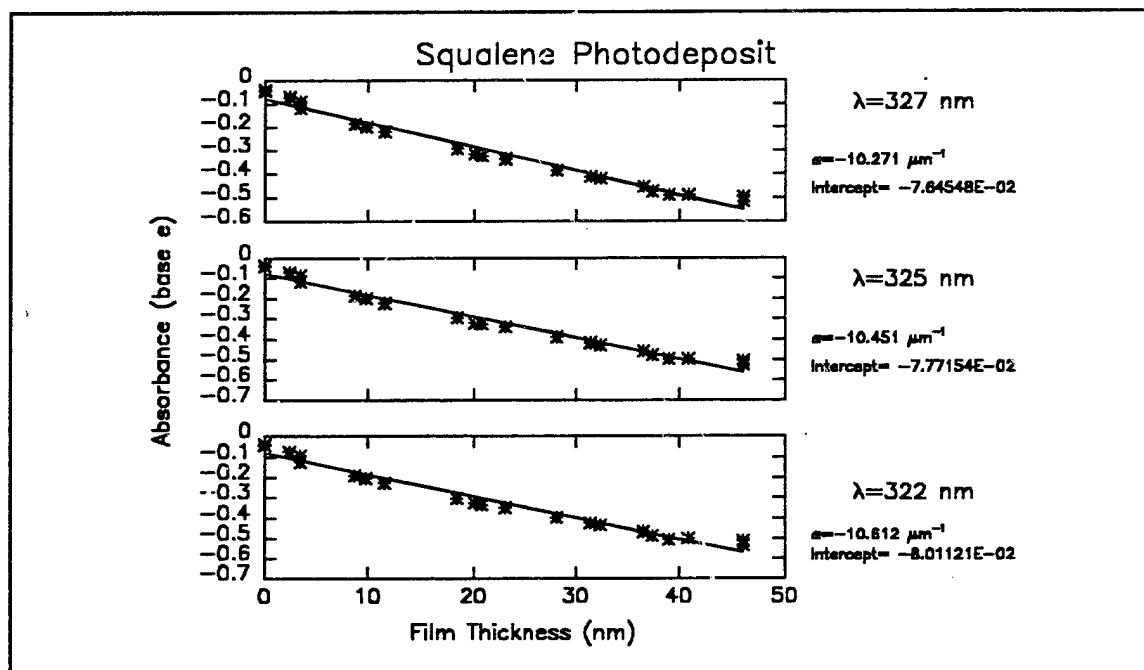 Squalene Photodeposit
Absorbance (base e)
0
-0.1
-0.2
-0.3
-0.4
-0.5
-0.6
λ=327 nm
α=-10.271 μm⁻¹
Intercept= -7.64548E-02
0
-0.1
-0.2
-0.3
-0.4
-0.5
-0.6
-0.7
λ=325 nm
α=-10.451 μm⁻¹
Intercept= -7.77154E-02
0
-0.1
-0.2
-0.3
-0.4
-0.5
-0.6
-0.7
λ=322 nm
α=-10.612 μm⁻¹
Intercept= -8.01121E-02
0 10 20 30 40 50
Film Thickness (nm)